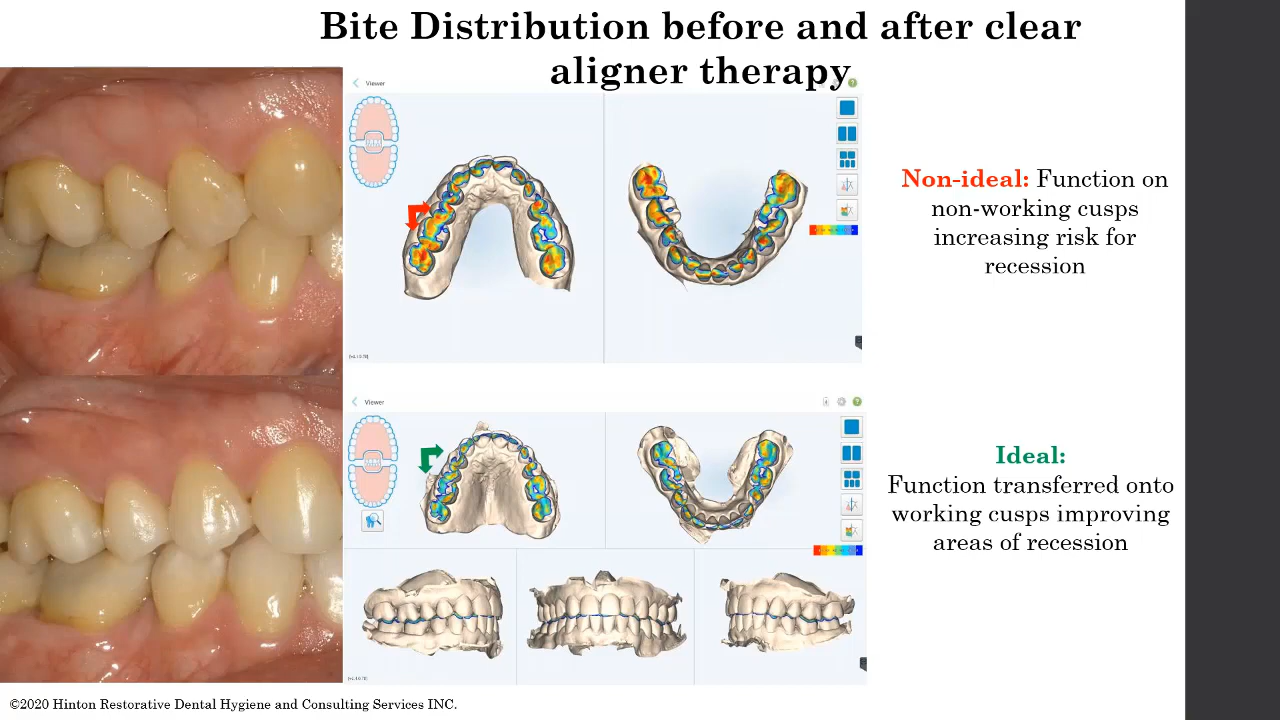 Bite Distribution before and after clear
aligner therapy
Viewer
Non-ideal: Function on
non-working cusps
increasing risk for
recession
Viewer
Ideal:
Function transferred onto
working cusps improving
areas of recession
©2020 Hinton Restorative Dental Hygiene and Consulting Services INC.